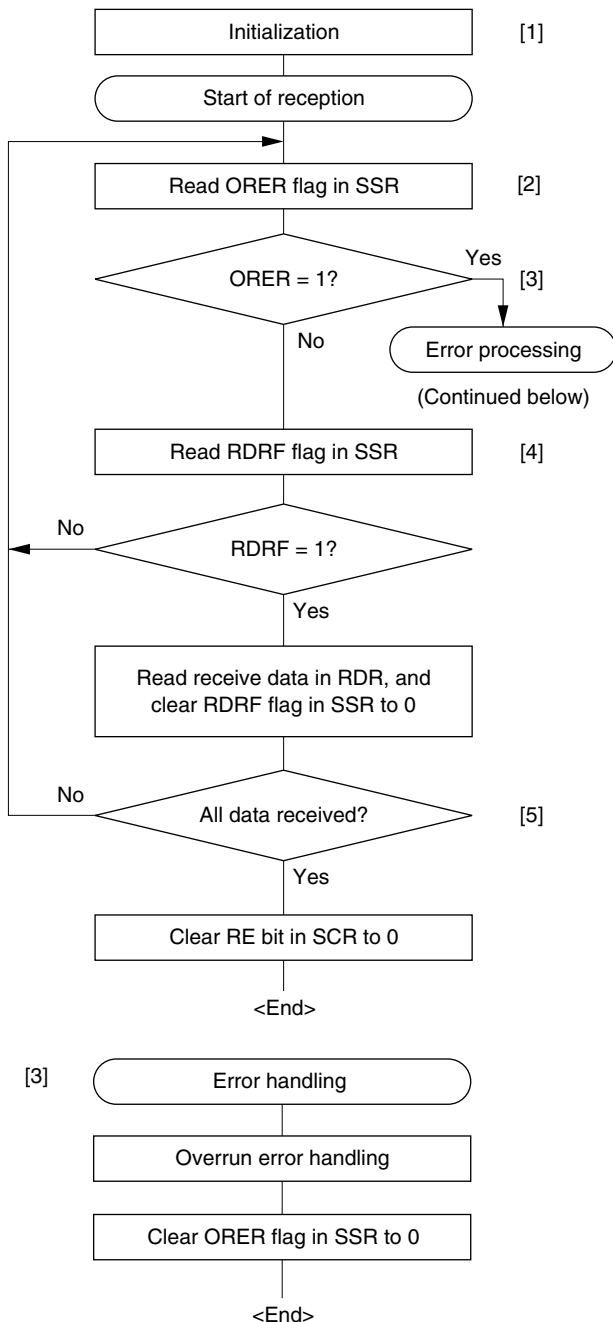 Initialization
[1]
Start of reception
Read ORER flag in SSR
[2]
Yes
ORER = 1?
[3]
No
Error processing
(Continued below)
Read RDRF flag in SSR
[4]
No
RDRF = 1?
Yes
Read receive data in RDR, and
clear RDRF flag in SSR to 0
No
All data received?
[5]
Yes
Clear RE bit in SCR to 0
<End>
[3]
Error handling
Overrun error handling
Clear ORER flag in SSR to 0
<End>